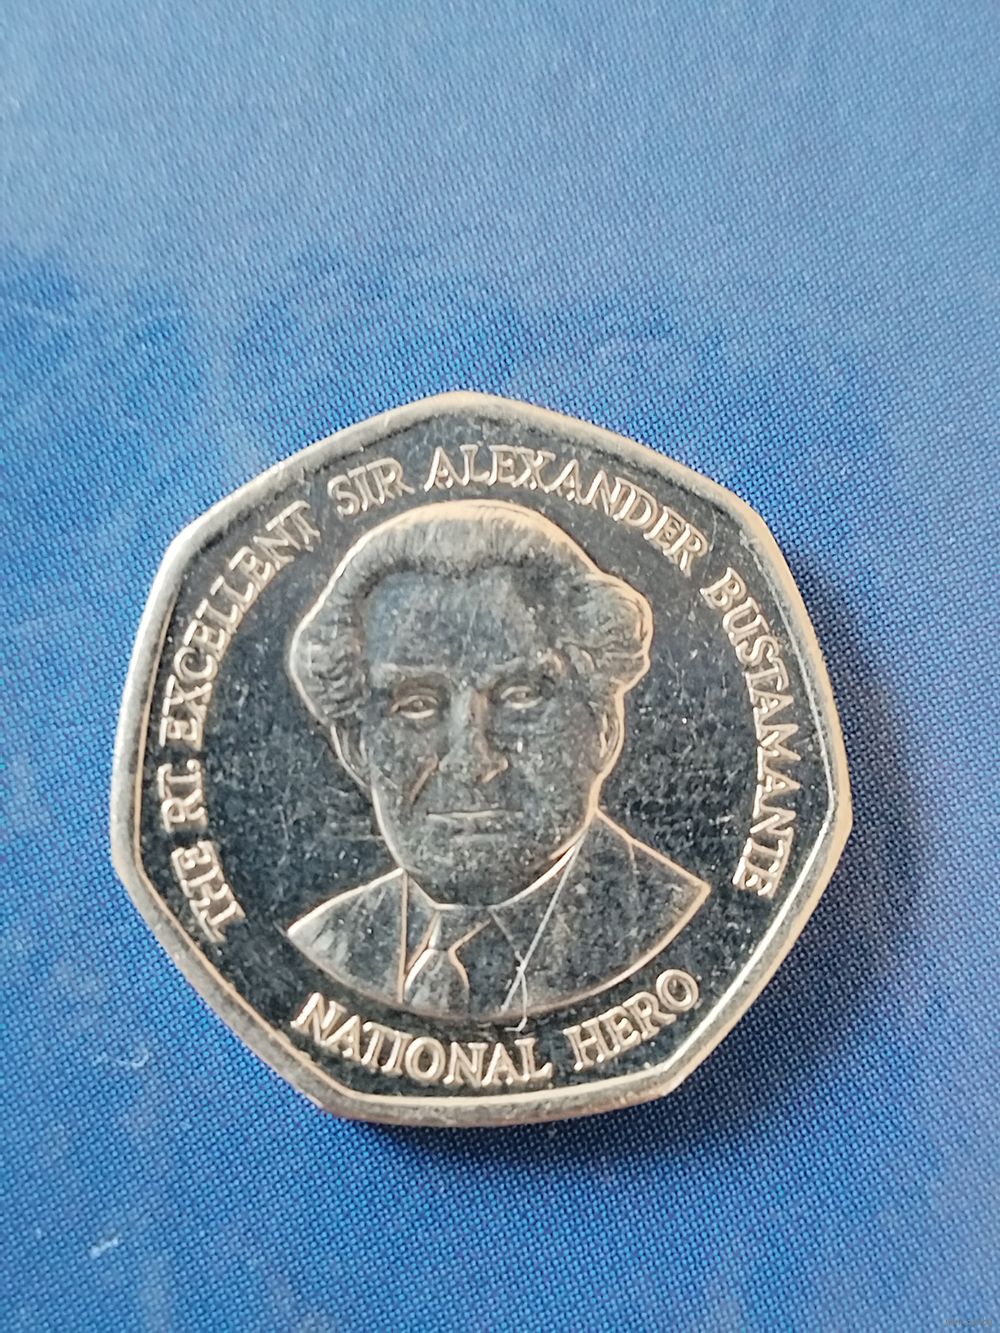 THE RT. EXCELLENT SIR ALEXANDER BUSTAMANTE
NATIONAL HERO